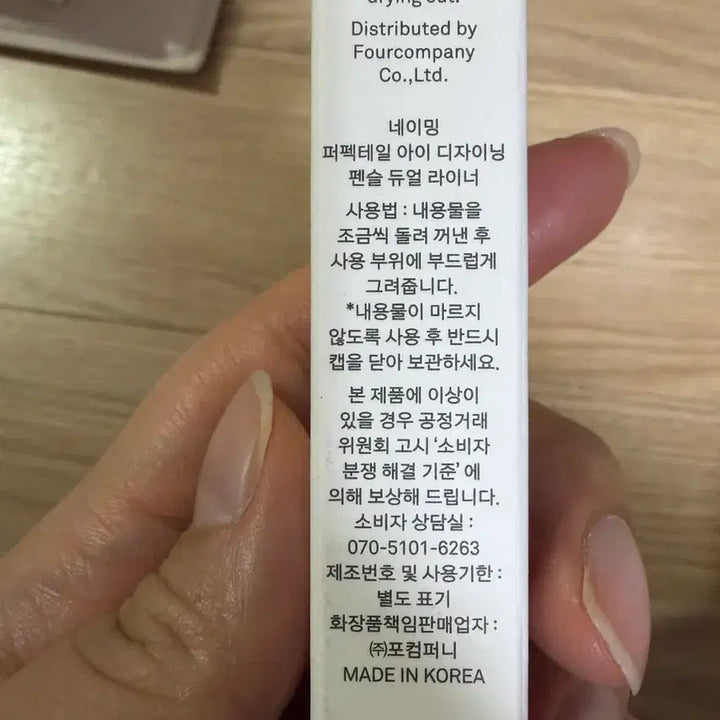 drying out.
Distributed by
Fourcompany
Co.,Ltd.
네이밍
퍼펙테일 아이 디자이닝
펜슬 듀얼 라이너
사용법 : 내용물을
조금씩 돌려 꺼낸 후
사용 부위에 부드럽게
그려줍니다.
*내용물이 마르지
않도록 사용 후 반드시
캡을 닫아 보관하세요.
본 제품에 이상이
있을 경우 공정거래
위원회 고시 ‘소비자
분쟁 해결 기준’ 에
의해 보상해 드립니다.
소비자 상담실 :
070-5101-6263
제조번호 및 사용기한 :
별도 표기
화장품책임판매업자 :
㈜포컴퍼니
MADE IN KOREA